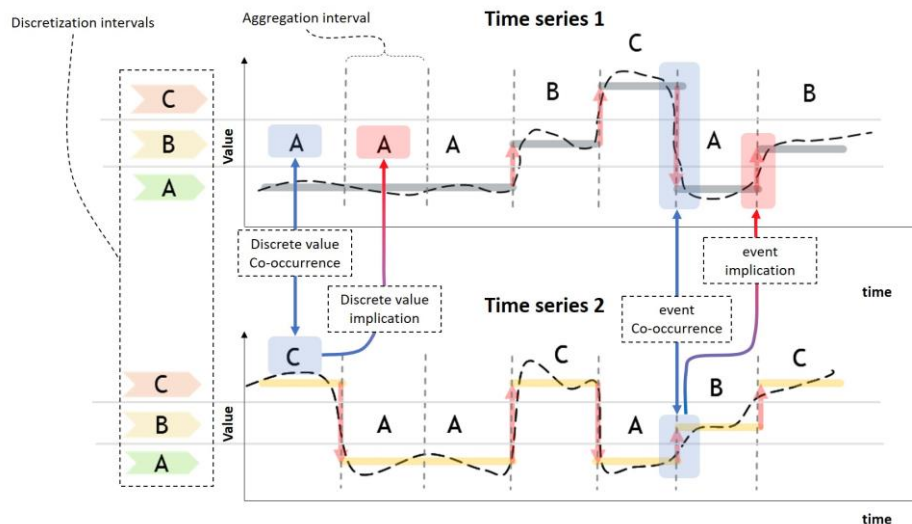 Discretization intervals
Aggregation interval
Time series 1
C
B
A
Value
A
A
A
B
C
A
B
time
Discrete value
Co-occurrence
Discrete value
implication
event
Co-occurrence
event
implication
Time series 2
C
B
A
Value
C
A
A
C
A
B
C
time